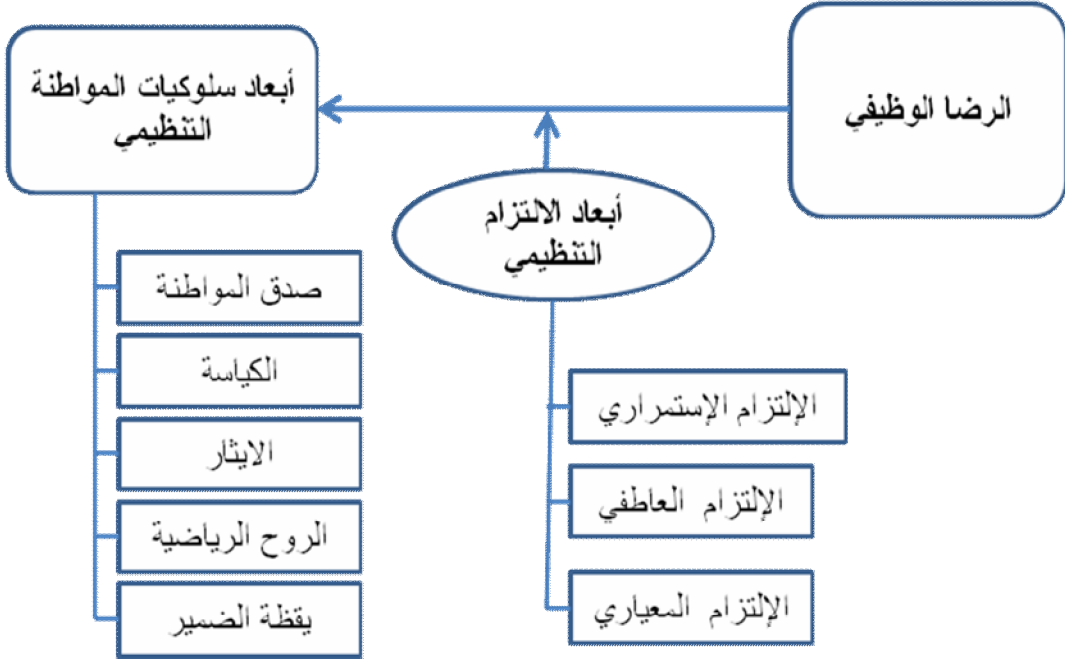 الرضا الوظيفي
أبعاد سلوكيات المواطنة
التنظيمي
أبعاد الالتزام
التنظيمي
الإلتزام الإستمراري
الإلتزام العاطفي
الإلتزام المعياري
صدق المواطنة
الكياسة
الايثار
الروح الرياضية
يقظة الضمير